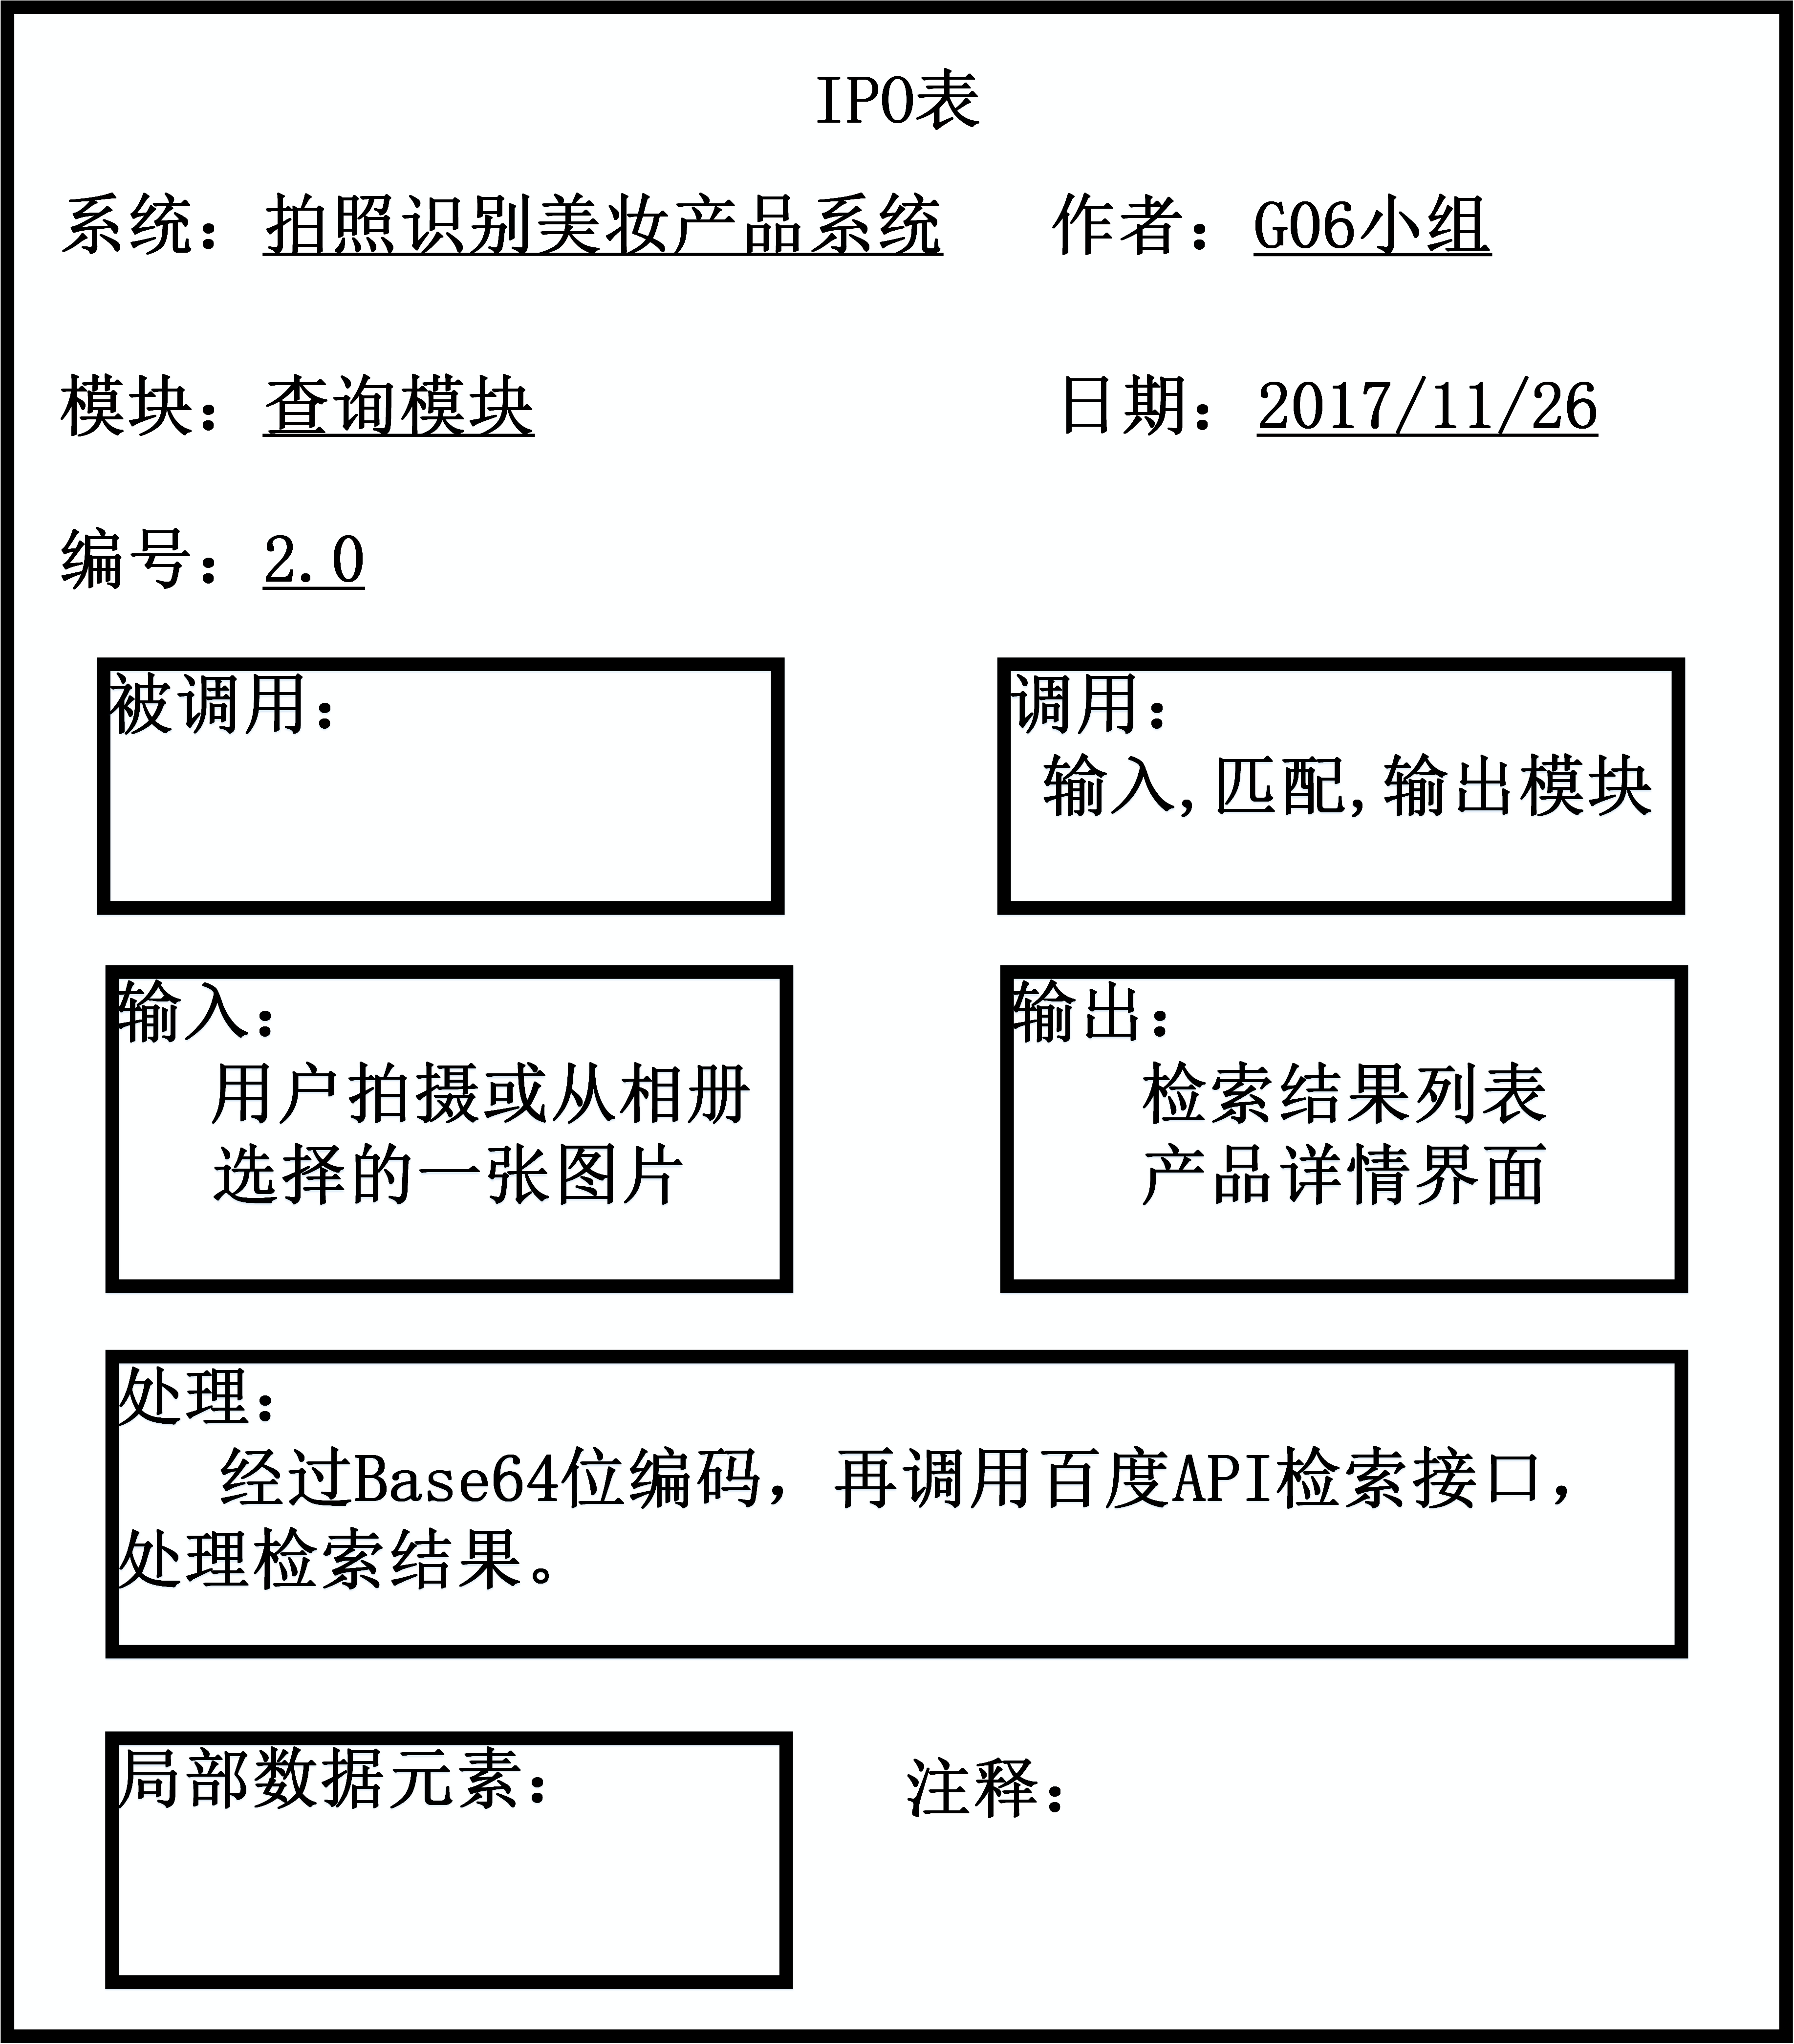 IPO表
系统：拍照识别美妆产品系统 作者：G06小组
模块：查询模块 日期：2017/11/26
编号：2.0
被调用：
调用：
输入,匹配,输出模块
输入：
用户拍摄或从相册
选择的一张图片
输出：
检索结果列表
产品详情界面
处理：
经过Base64位编码，再调用百度API检索接口，
处理检索结果。
局部数据元素：
注释：